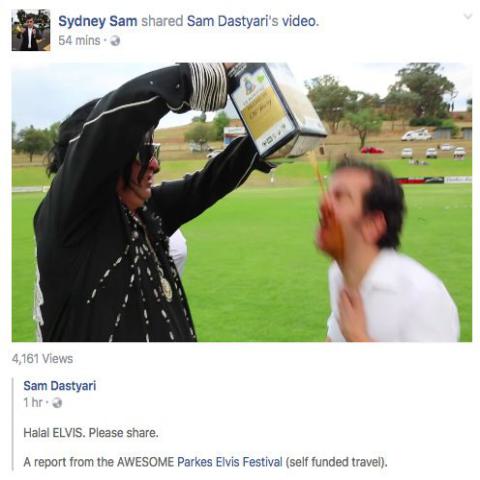 Sydney Sam shared Sam Dastyari's video.
54 mins ·
4,161 Views
Sam Dastyari
1 hr ·
Halal ELVIS. Please share.
A report from the AWESOME Parkes Elvis Festival (self funded travel).